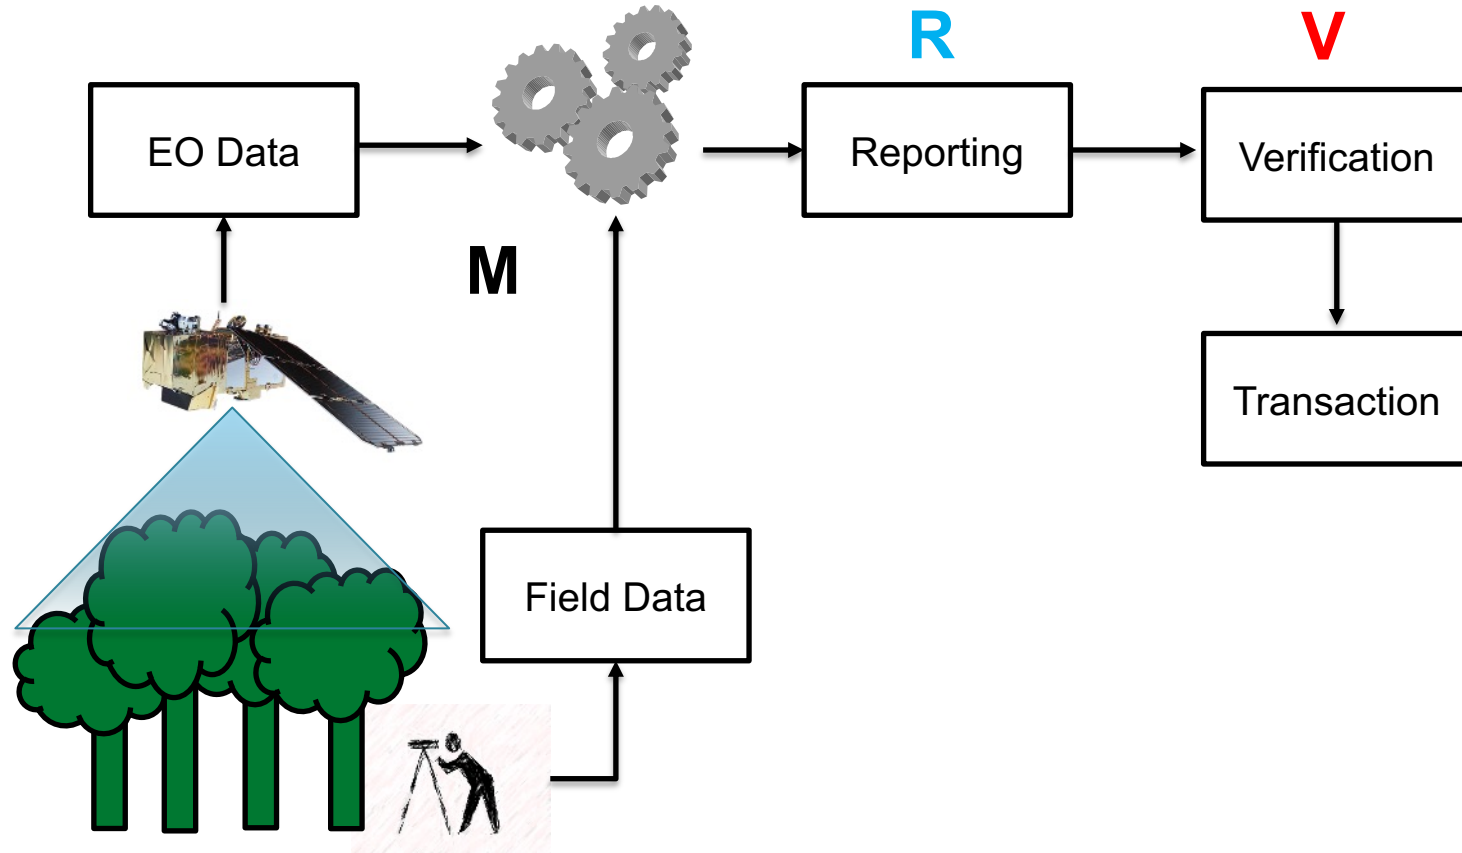 R
V
EO Data
Reporting
Verification
M
Transaction
Field Data